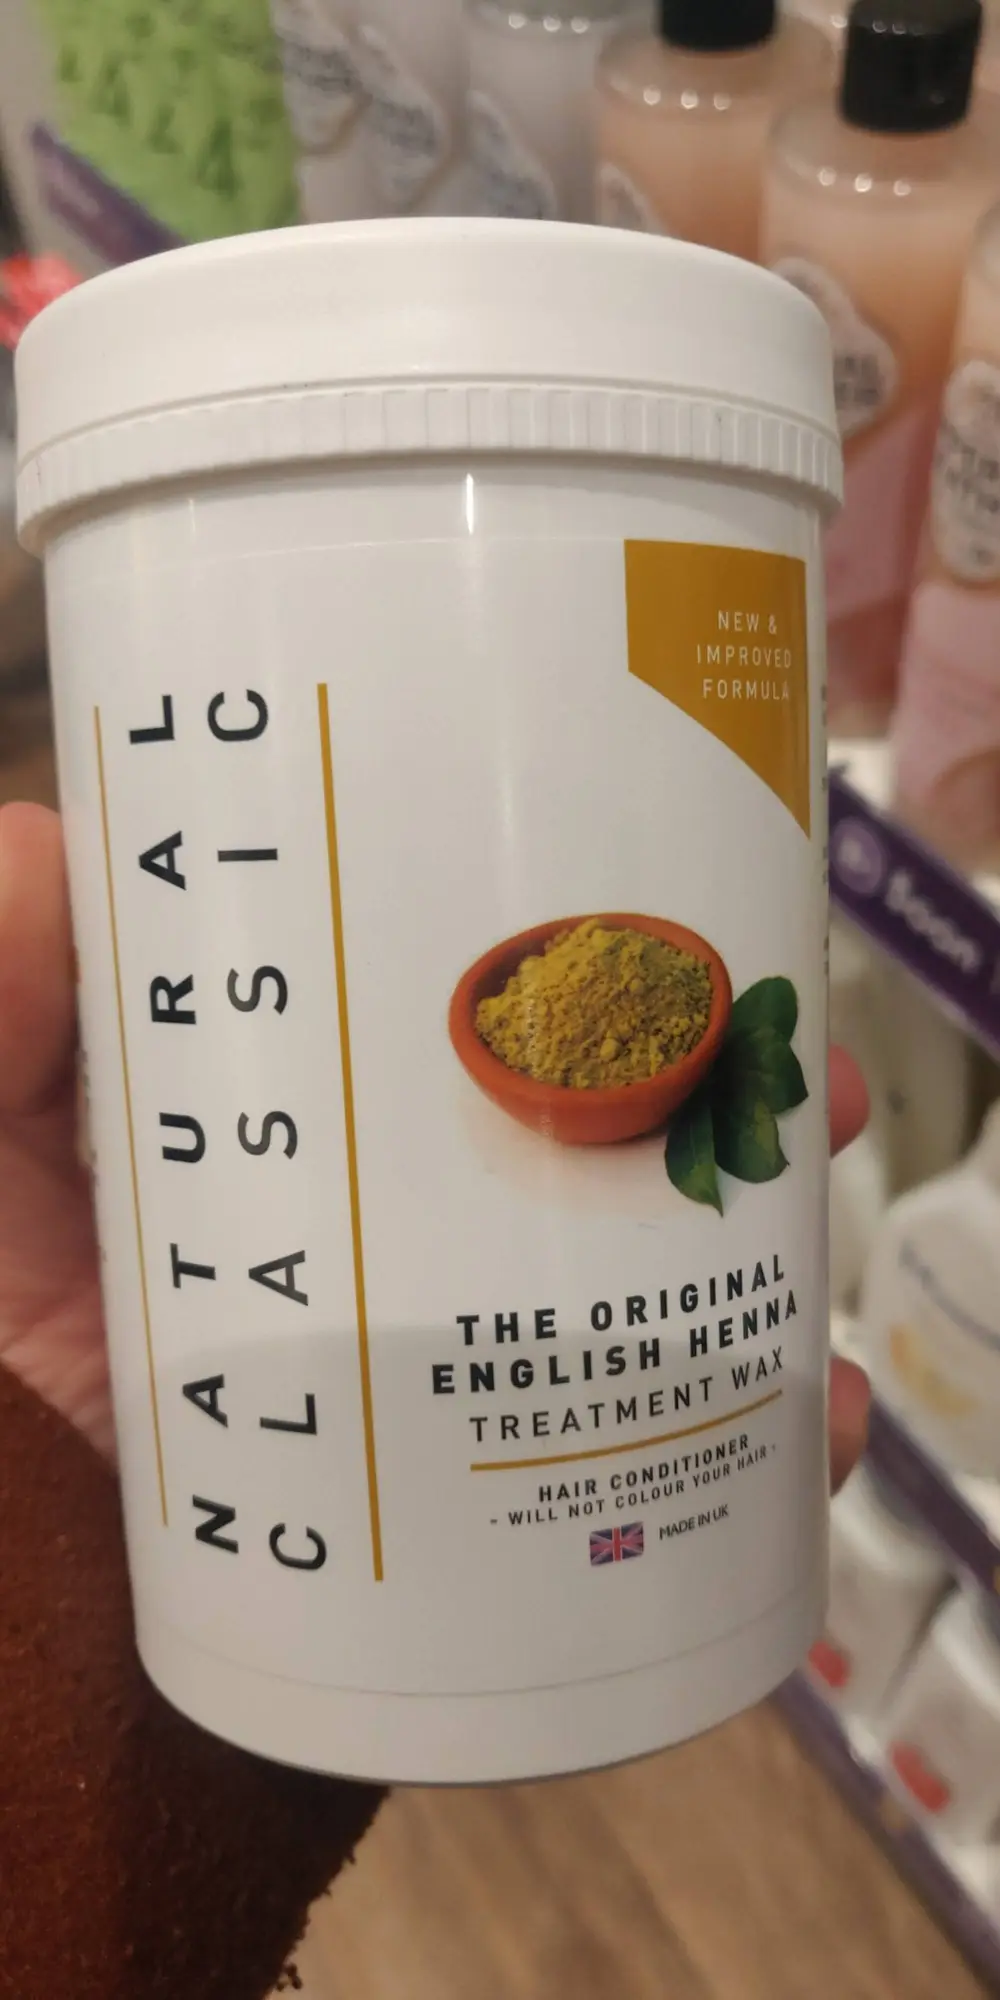 NATURAL
CLASSIC
NEW &
IMPROVED
FORMULA
THE ORIGINAL
ENGLISH HENNA
TREATMENT WAX
HAIR CONDITIONER
- WILL NOT COLOUR YOUR HAIR -
MADE IN UK